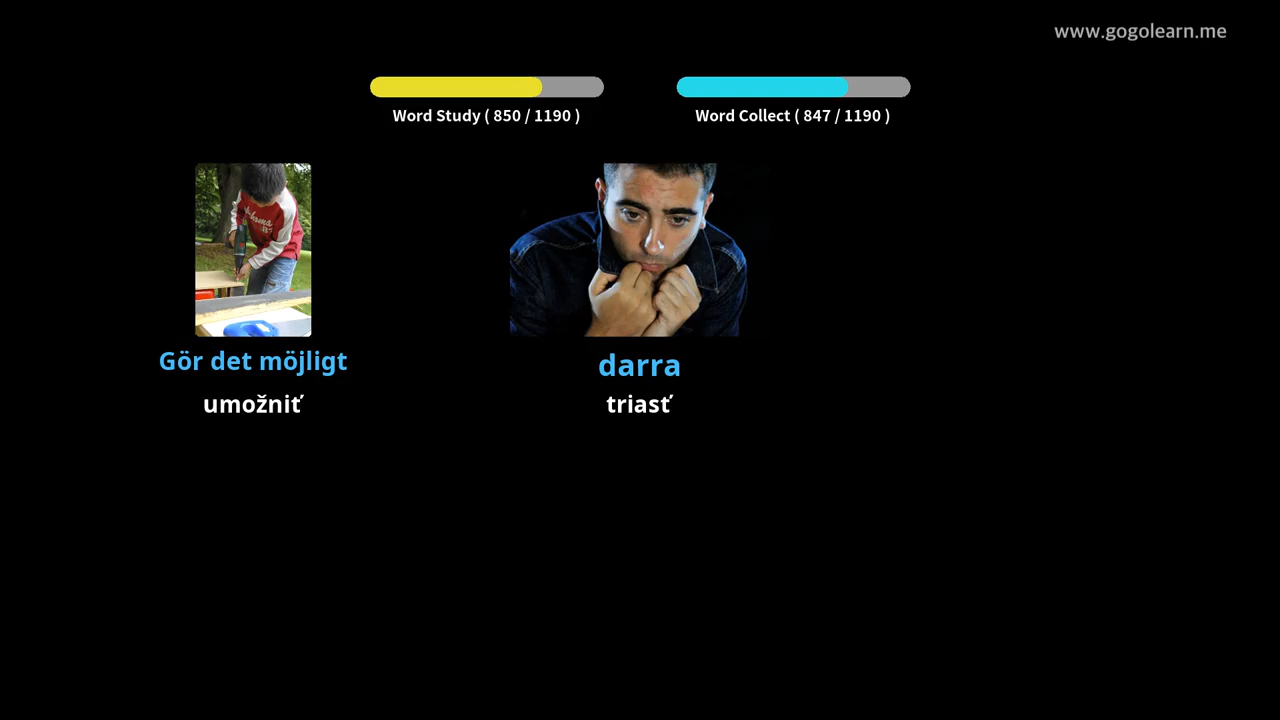 www.gogolearn.me
Word Study ( 850 / 1190 )
Word Collect ( 847 / 1190 )
Gör det möjligt
umožniť
darra
triasť